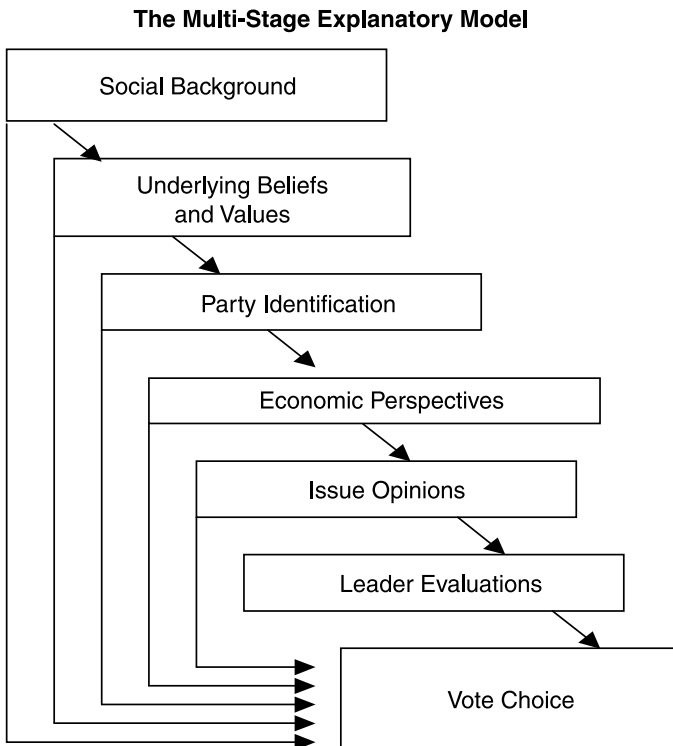 The Multi-Stage Explanatory Model
Social Background
Underlying Beliefs
and Values
Party Identification
Economic Perspectives
Issue Opinions
Leader Evaluations
Vote Choice